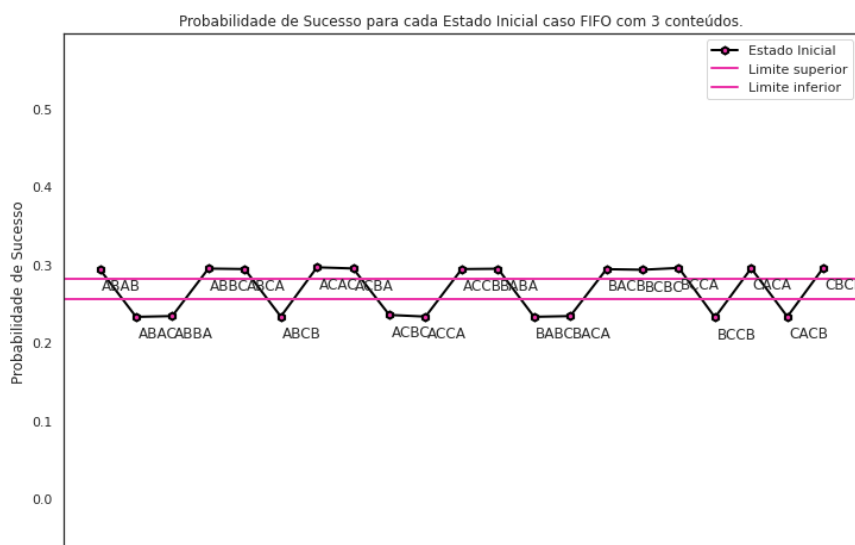 Probabilidade de Sucesso para cada Estado Inicial caso FIFO com 3 conteúdos.
Estado Inicial
Limite superior
Limite inferior
Probabilidade de Sucesso
0.5
0.4
0.3
0.2
0.1
0.0
ABAB
ABAC
ABBA
ABBC
ABCA
ABCB
ACAC
ACBA
ACBC
ACCA
ACCB
BABA
BABC
BACA
BACB
BCBC
BCCA
BCCB
CACA
CACB